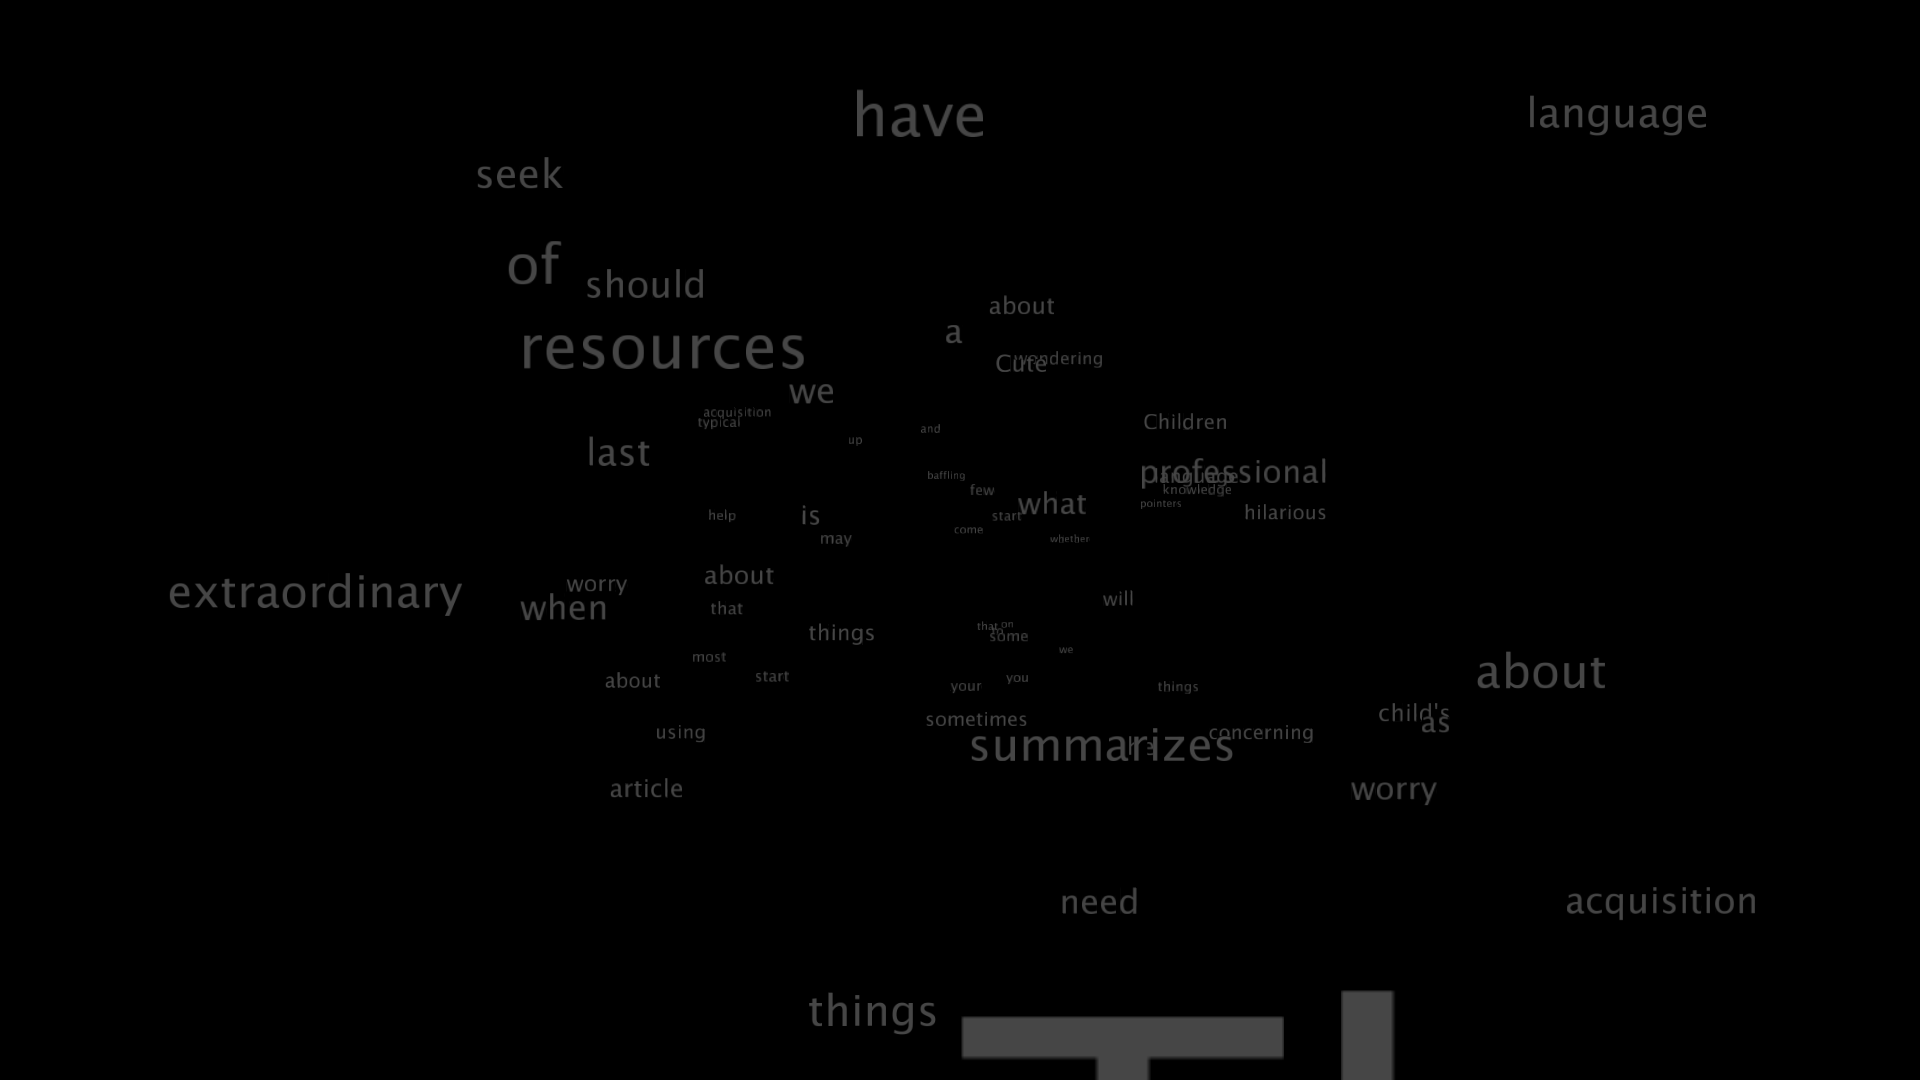 have
language
seek
of
should
about
resources
a
Cute
wondering
we
acquisition
typical
Children
and
up
last
professional
language
baffling
knowledge
few
what
pointers
hilarious
help
is
start
come
may
whether
about
extraordinary
worry
when
that
will
things
that
on
to
some
we
most
about
start
you
your
things
about
child's
as
sometimes
using
summarizes
he
concerning
article
worry
need
acquisition
things